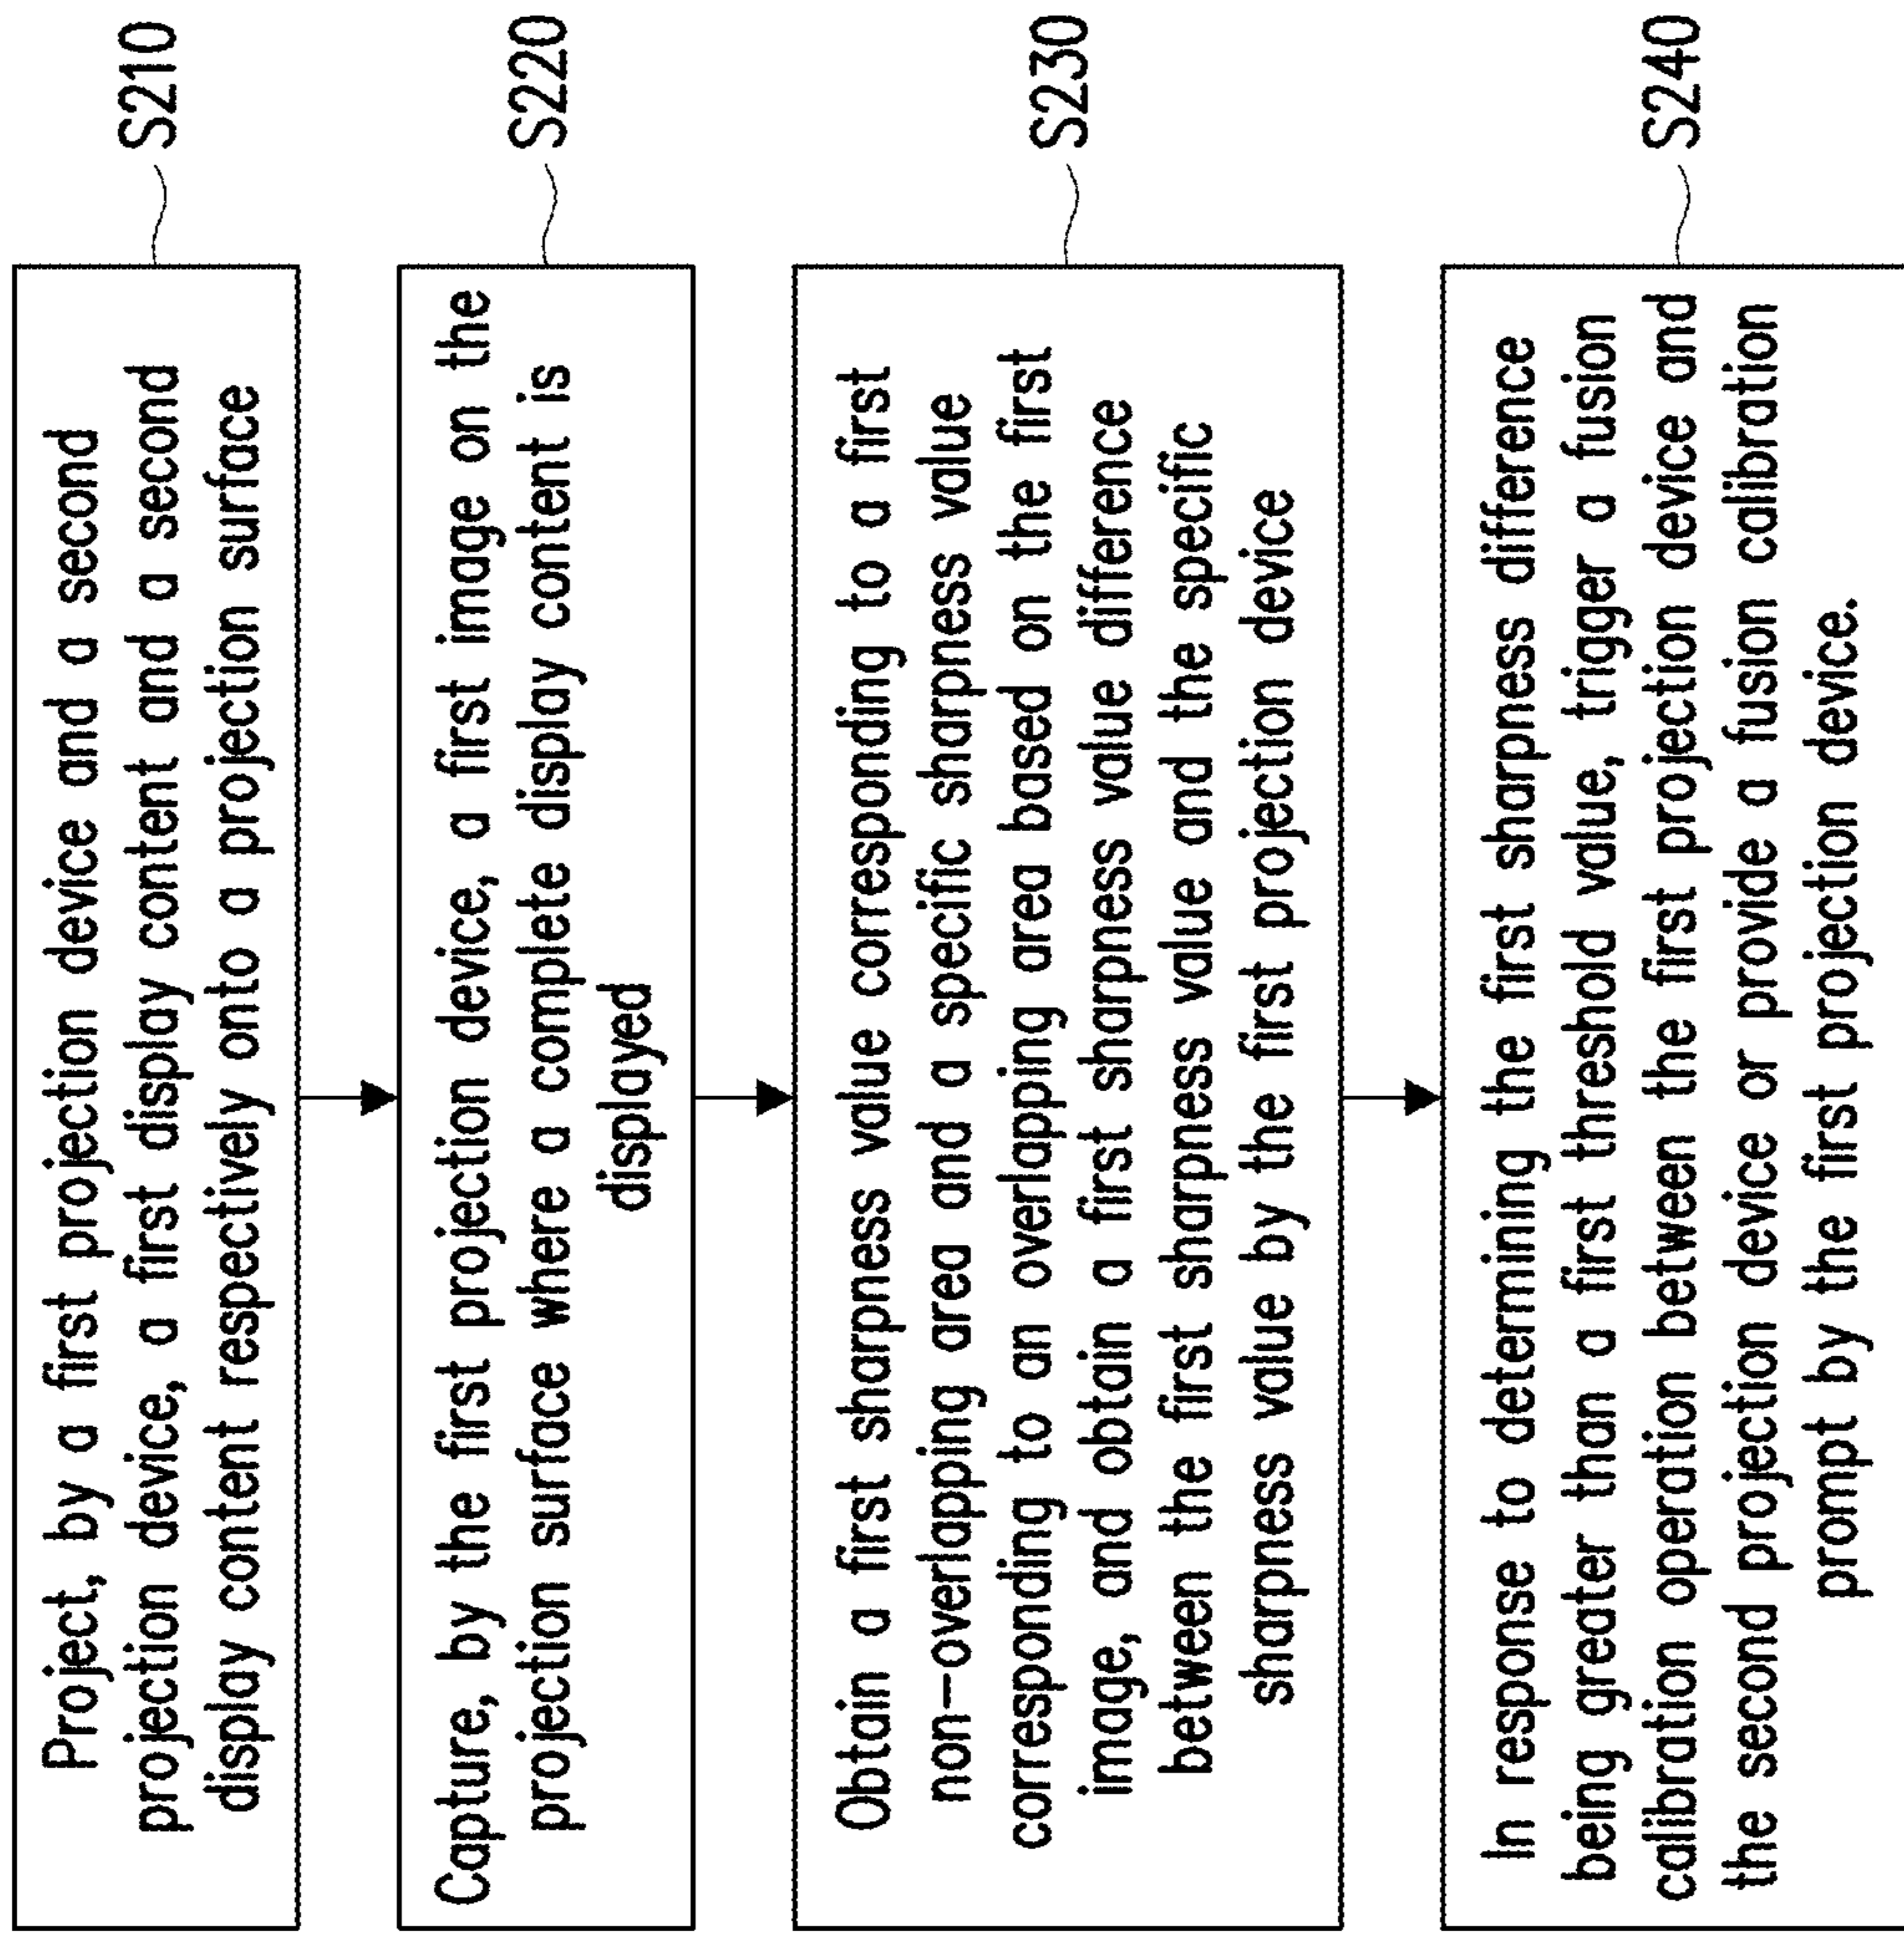 Project, by a first projection device and a second
projection device, a first display content and a second
display content respectively onto a projection surface
S210
Capture, by the first projection device, a first image on the
projection surface where a complete display content is
displayed
S220
Obtain a first sharpness value corresponding to a first
non-overlapping area and a specific sharpness value
corresponding to an overlapping area based on the first
image, and obtain a first sharpness value difference
between the first sharpness value and the specific
sharpness value by the first projection device
S230
In response to determining the first sharpness difference
being greater than a first threshold value, trigger a fusion
calibration operation between the first projection device and
the second projection device or provide a fusion calibration
prompt by the first projection device.
S240